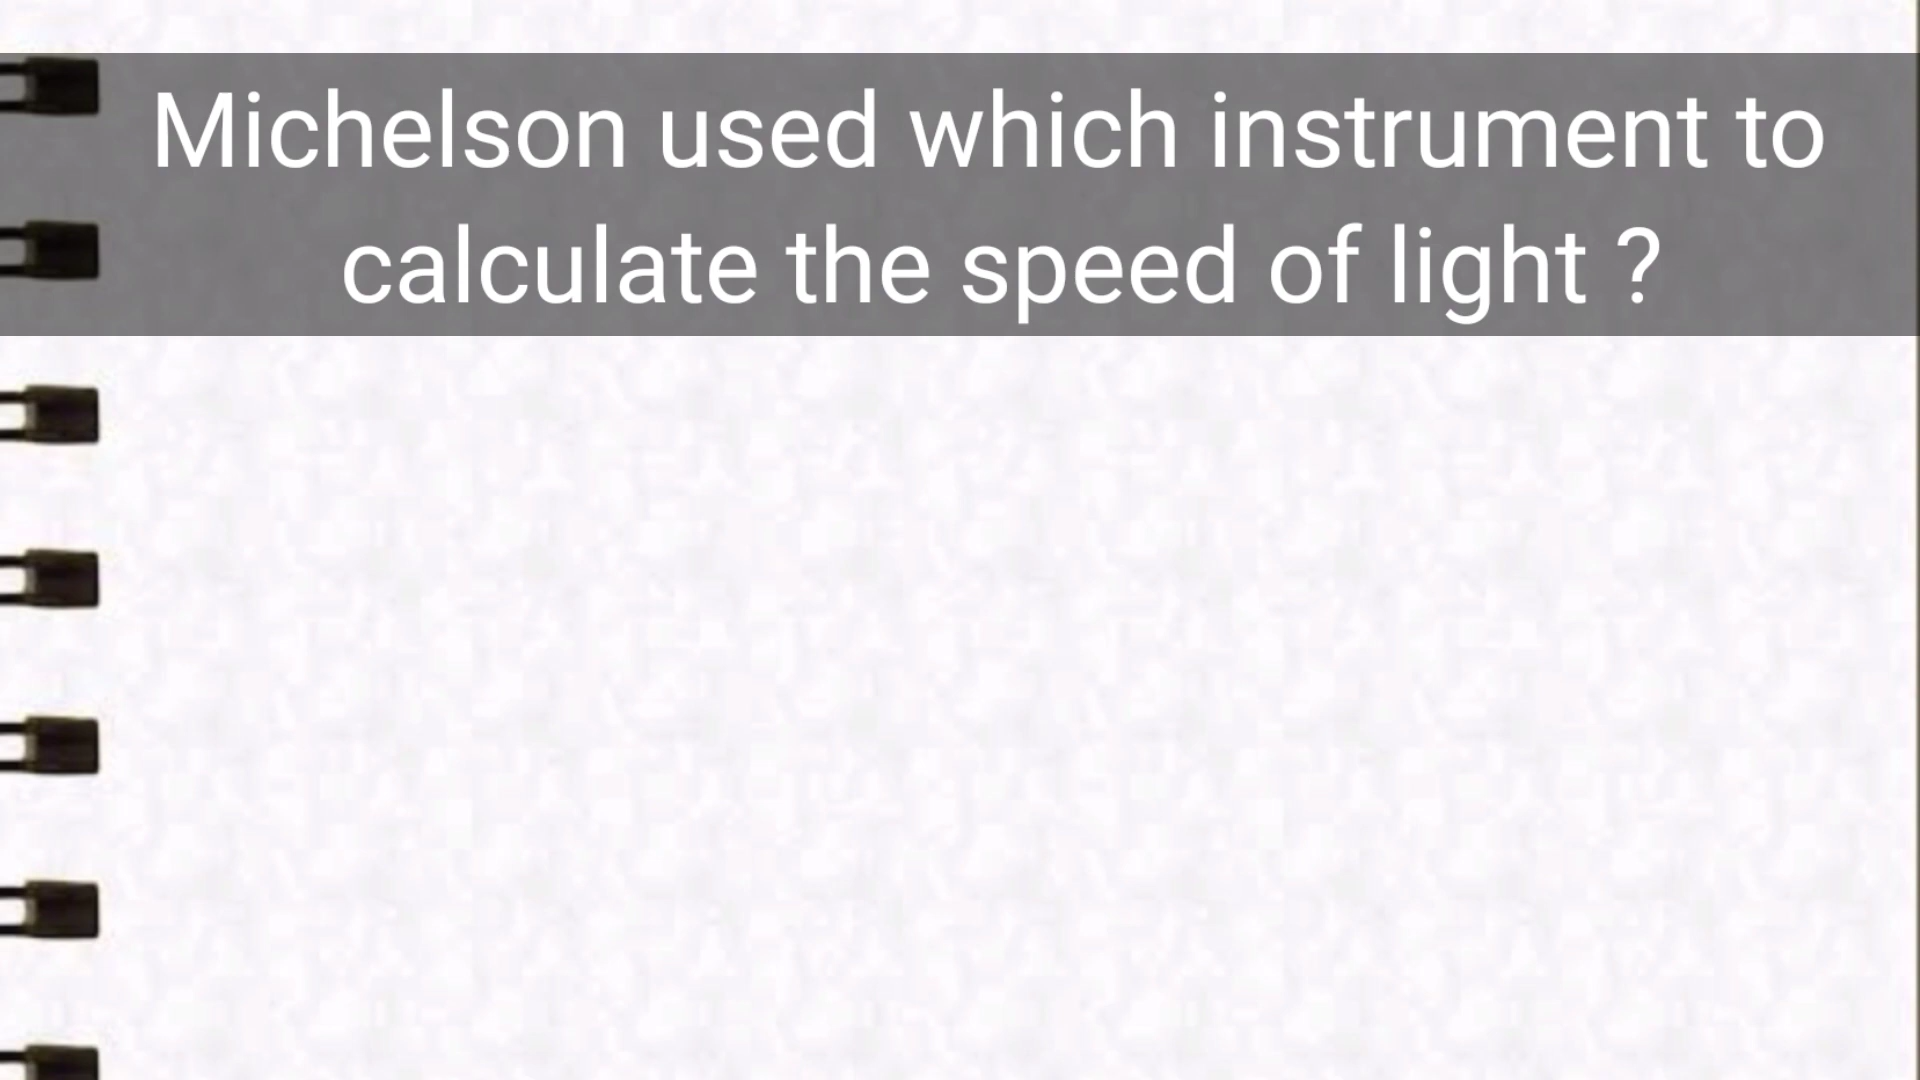 Michelson used which instrument to
calculate the speed of light ?